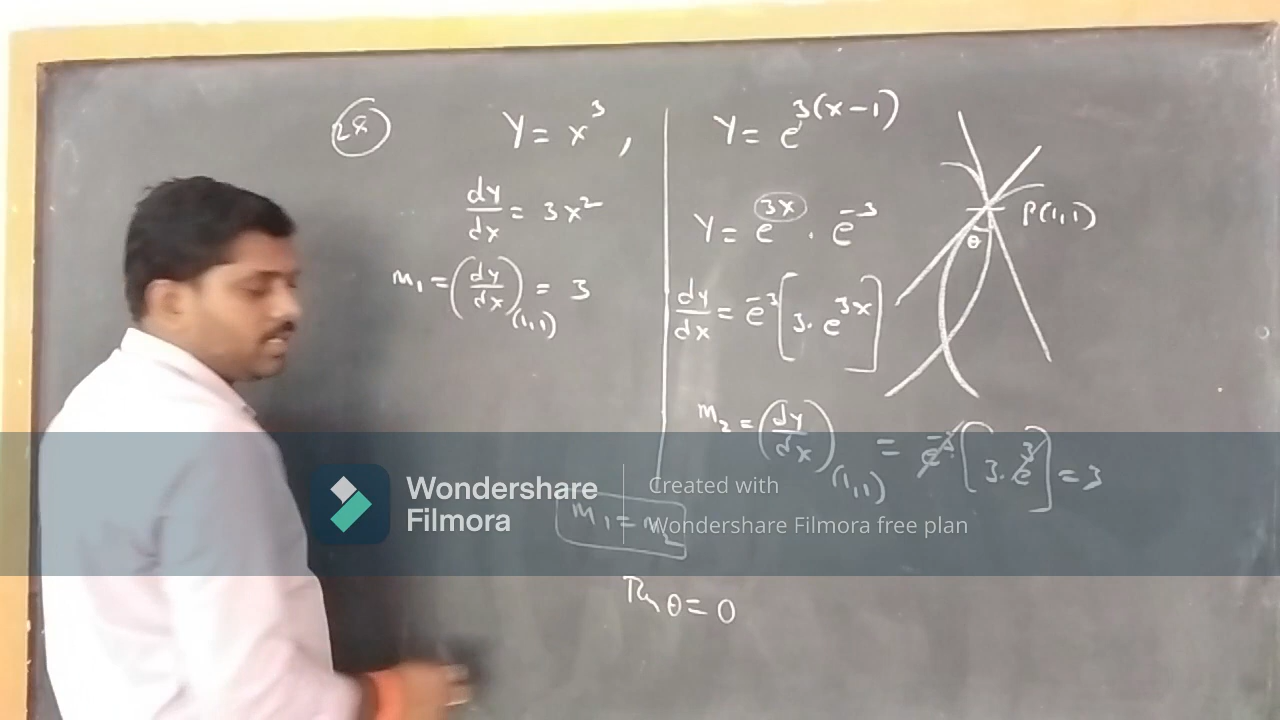 28
Y = x³ ,
dy/dx = 3x²
m₁ = (dy/dx)₍₁,₁₎ = 3
Y = e^3(x-1)
Y = e^3x . e^-3
dy/dx = e^-3 [3. e^3x]
m₂ = (dy/dx)₍₁,₁₎ = e^-3 [3. e^3] = 3
P(1,1)
θ
Wondershare
Filmora
Created with
Wondershare Filmora free plan
m₁ = m₂
Tan θ = 0